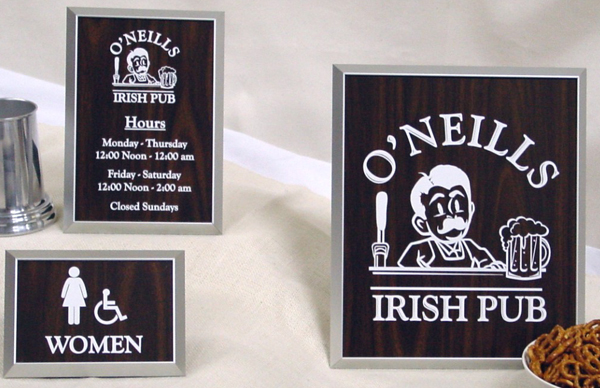 O'NEILLS
IRISH PUB
Hours
Monday - Thursday
12:00 Noon - 12:00 am
Friday - Saturday
12:00 Noon - 2:00 am
Closed Sundays
WOMEN
O'NEILLS
IRISH PUB